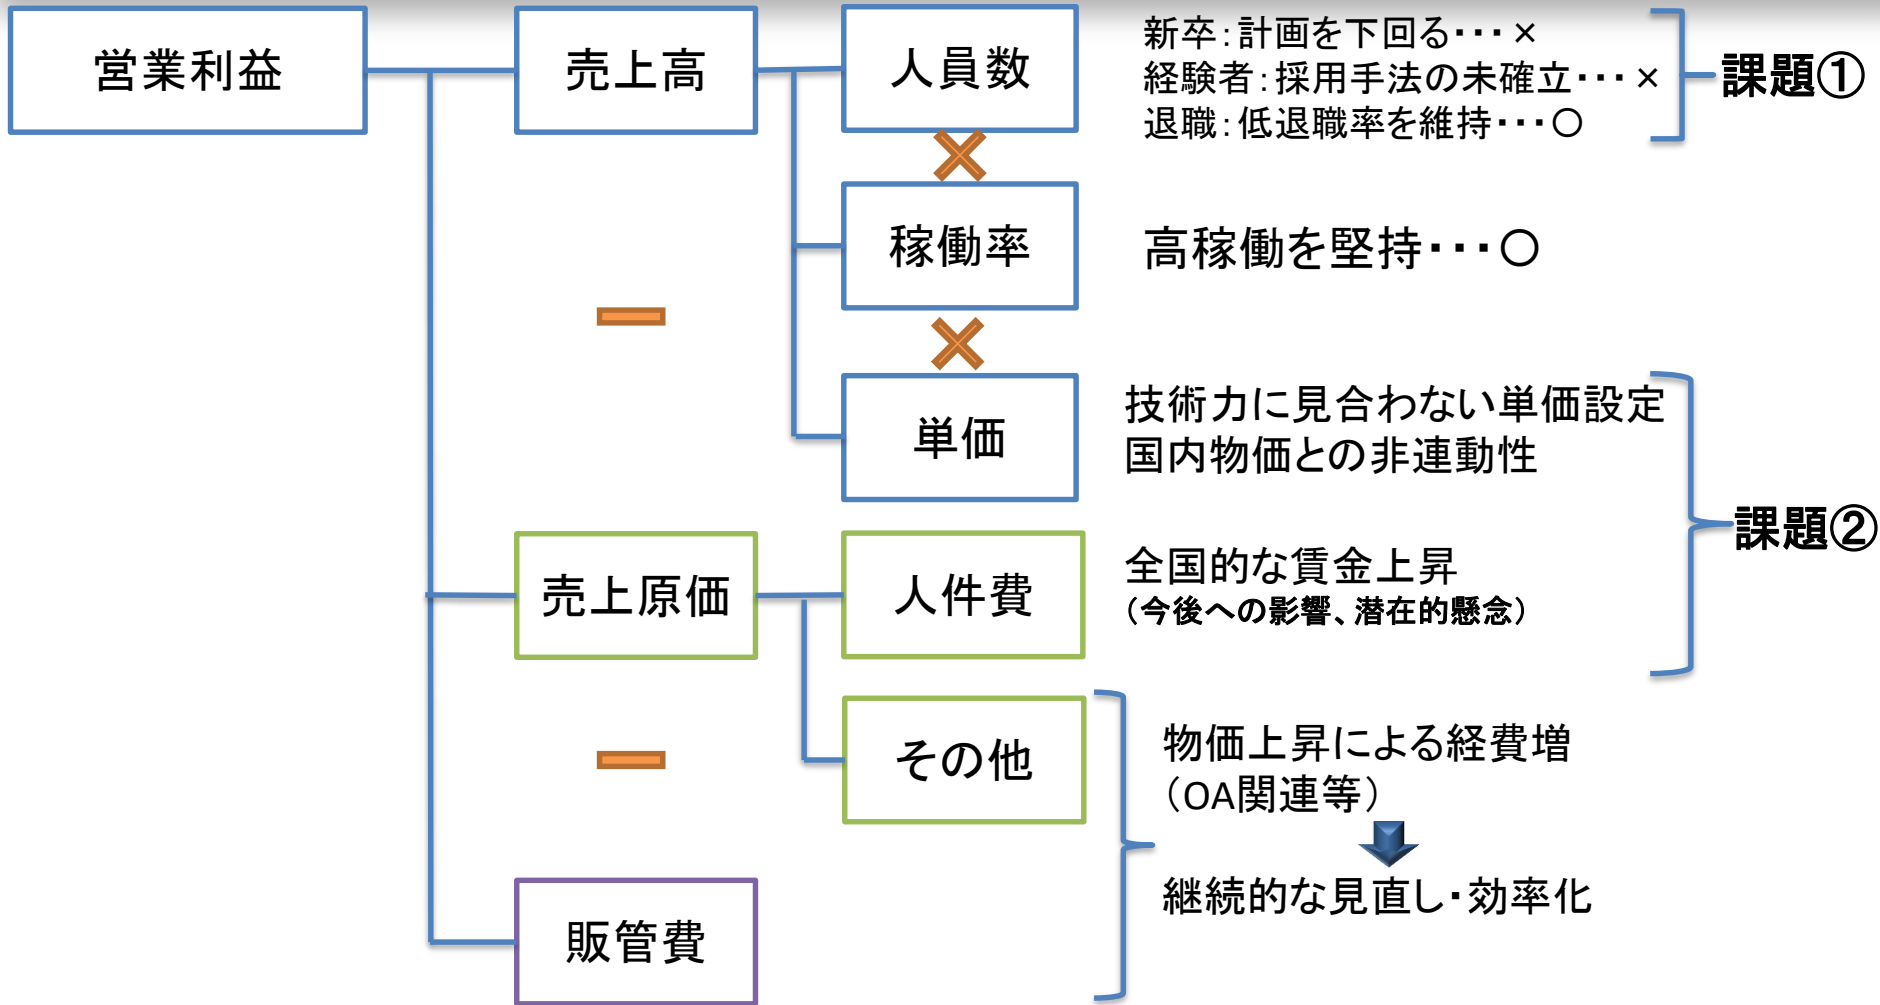 営業利益
売上高
人員数
新卒：計画を下回る・・・×
経験者：採用手法の未確立・・・×
退職：低退職率を維持・・・○
課題①
稼働率
高稼働を堅持・・・○
単価
技術力に見合わない単価設定
国内物価との非連動性
課題②
売上原価
人件費
全国的な賃金上昇
（今後への影響、潜在的懸念）
その他
物価上昇による経費増
（OA関連等）
継続的な見直し・効率化
販管費